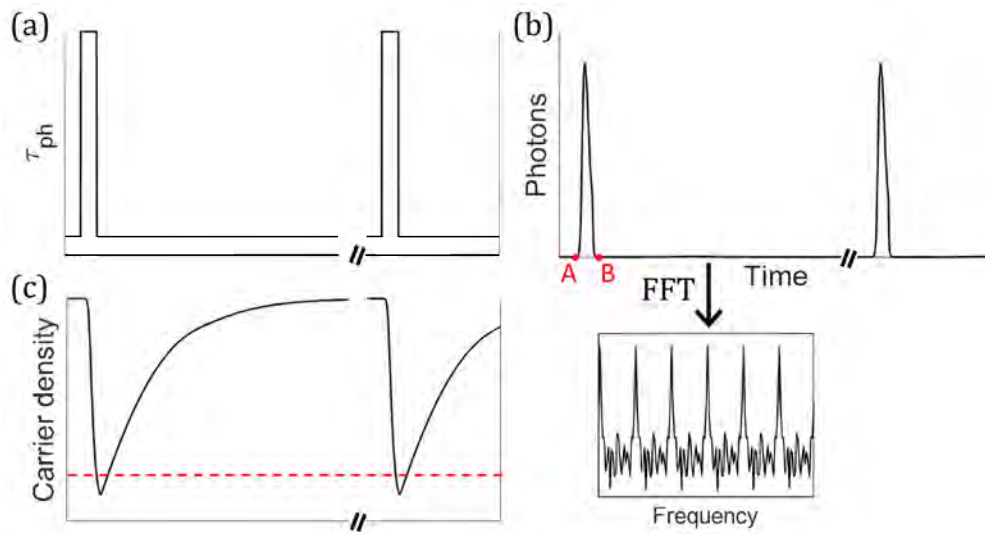 (a)
τph
(b)
Photons
A
B
Time
FFT
(c)
Carrier density
Frequency